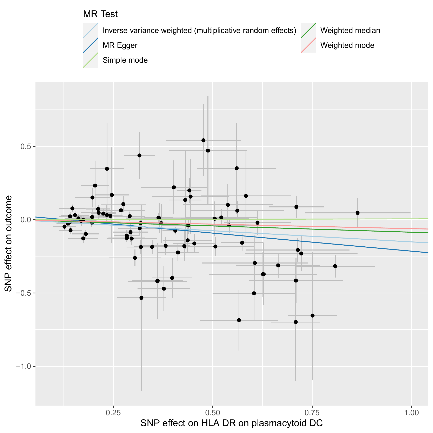 MR Test
Inverse variance weighted (multiplicative random effects)
Weighted median
MR Egger
Weighted mode
Simple mode
0.5
0.0
−0.5
−1.0
SNP effect on outcome
0.25
0.50
0.75
1.00
SNP effect on HLA DR on plasmacytoid DC